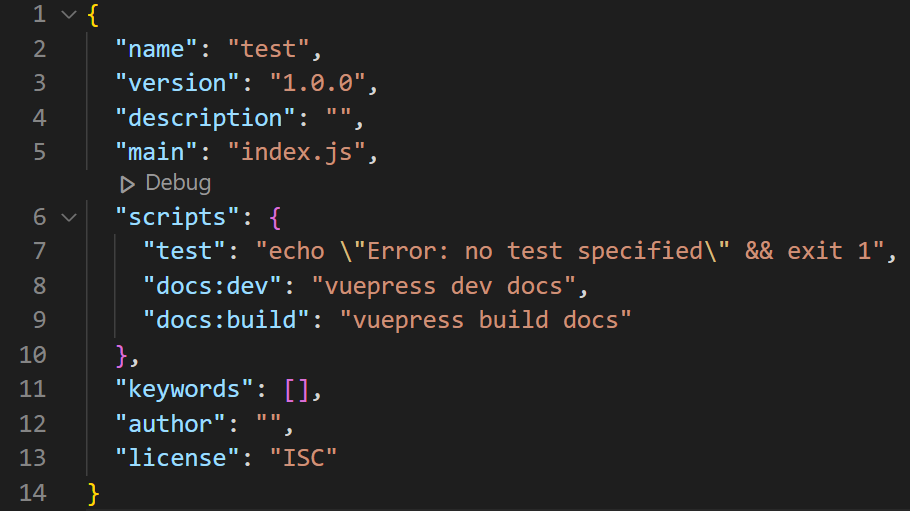 1 {
2 "name": "test",
3 "version": "1.0.0",
4 "description": "",
5 "main": "index.js",
Debug
6 "scripts": {
7 "test": "echo \"Error: no test specified\" && exit 1",
8 "docs:dev": "vuepress dev docs",
9 "docs:build": "vuepress build docs"
10 },
11 "keywords": [],
12 "author": "",
13 "license": "ISC"
14 }